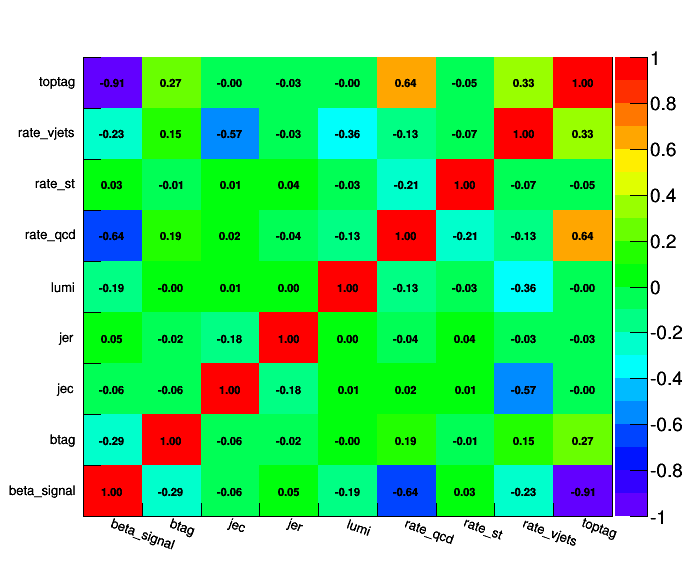 toptag -0.91 0.27 -0.00 -0.03 -0.00 0.64 -0.05 0.33 1.00
rate_vjets -0.23 0.15 -0.57 -0.03 -0.36 -0.13 -0.07 1.00 0.33
rate_st 0.03 -0.01 0.01 0.04 -0.03 -0.21 1.00 -0.07 -0.05
rate_qcd -0.64 0.19 0.02 -0.04 -0.13 1.00 -0.21 -0.13 0.64
lumi -0.19 -0.00 0.01 0.00 1.00 -0.13 -0.03 -0.36 -0.00
jer 0.05 -0.02 -0.18 1.00 0.00 -0.04 0.04 -0.03 -0.03
jec -0.06 -0.06 1.00 -0.18 0.01 0.02 0.01 -0.57 -0.00
btag -0.29 1.00 -0.06 -0.02 -0.00 0.19 -0.01 0.15 0.27
beta_signal 1.00 -0.29 -0.06 0.05 -0.19 -0.64 0.03 -0.23 -0.91
beta_signal btag jec jer lumi rate_qcd rate_st rate_vjets toptag
1
0.8
0.6
0.4
0.2
0
-0.2
-0.4
-0.6
-0.8
-1